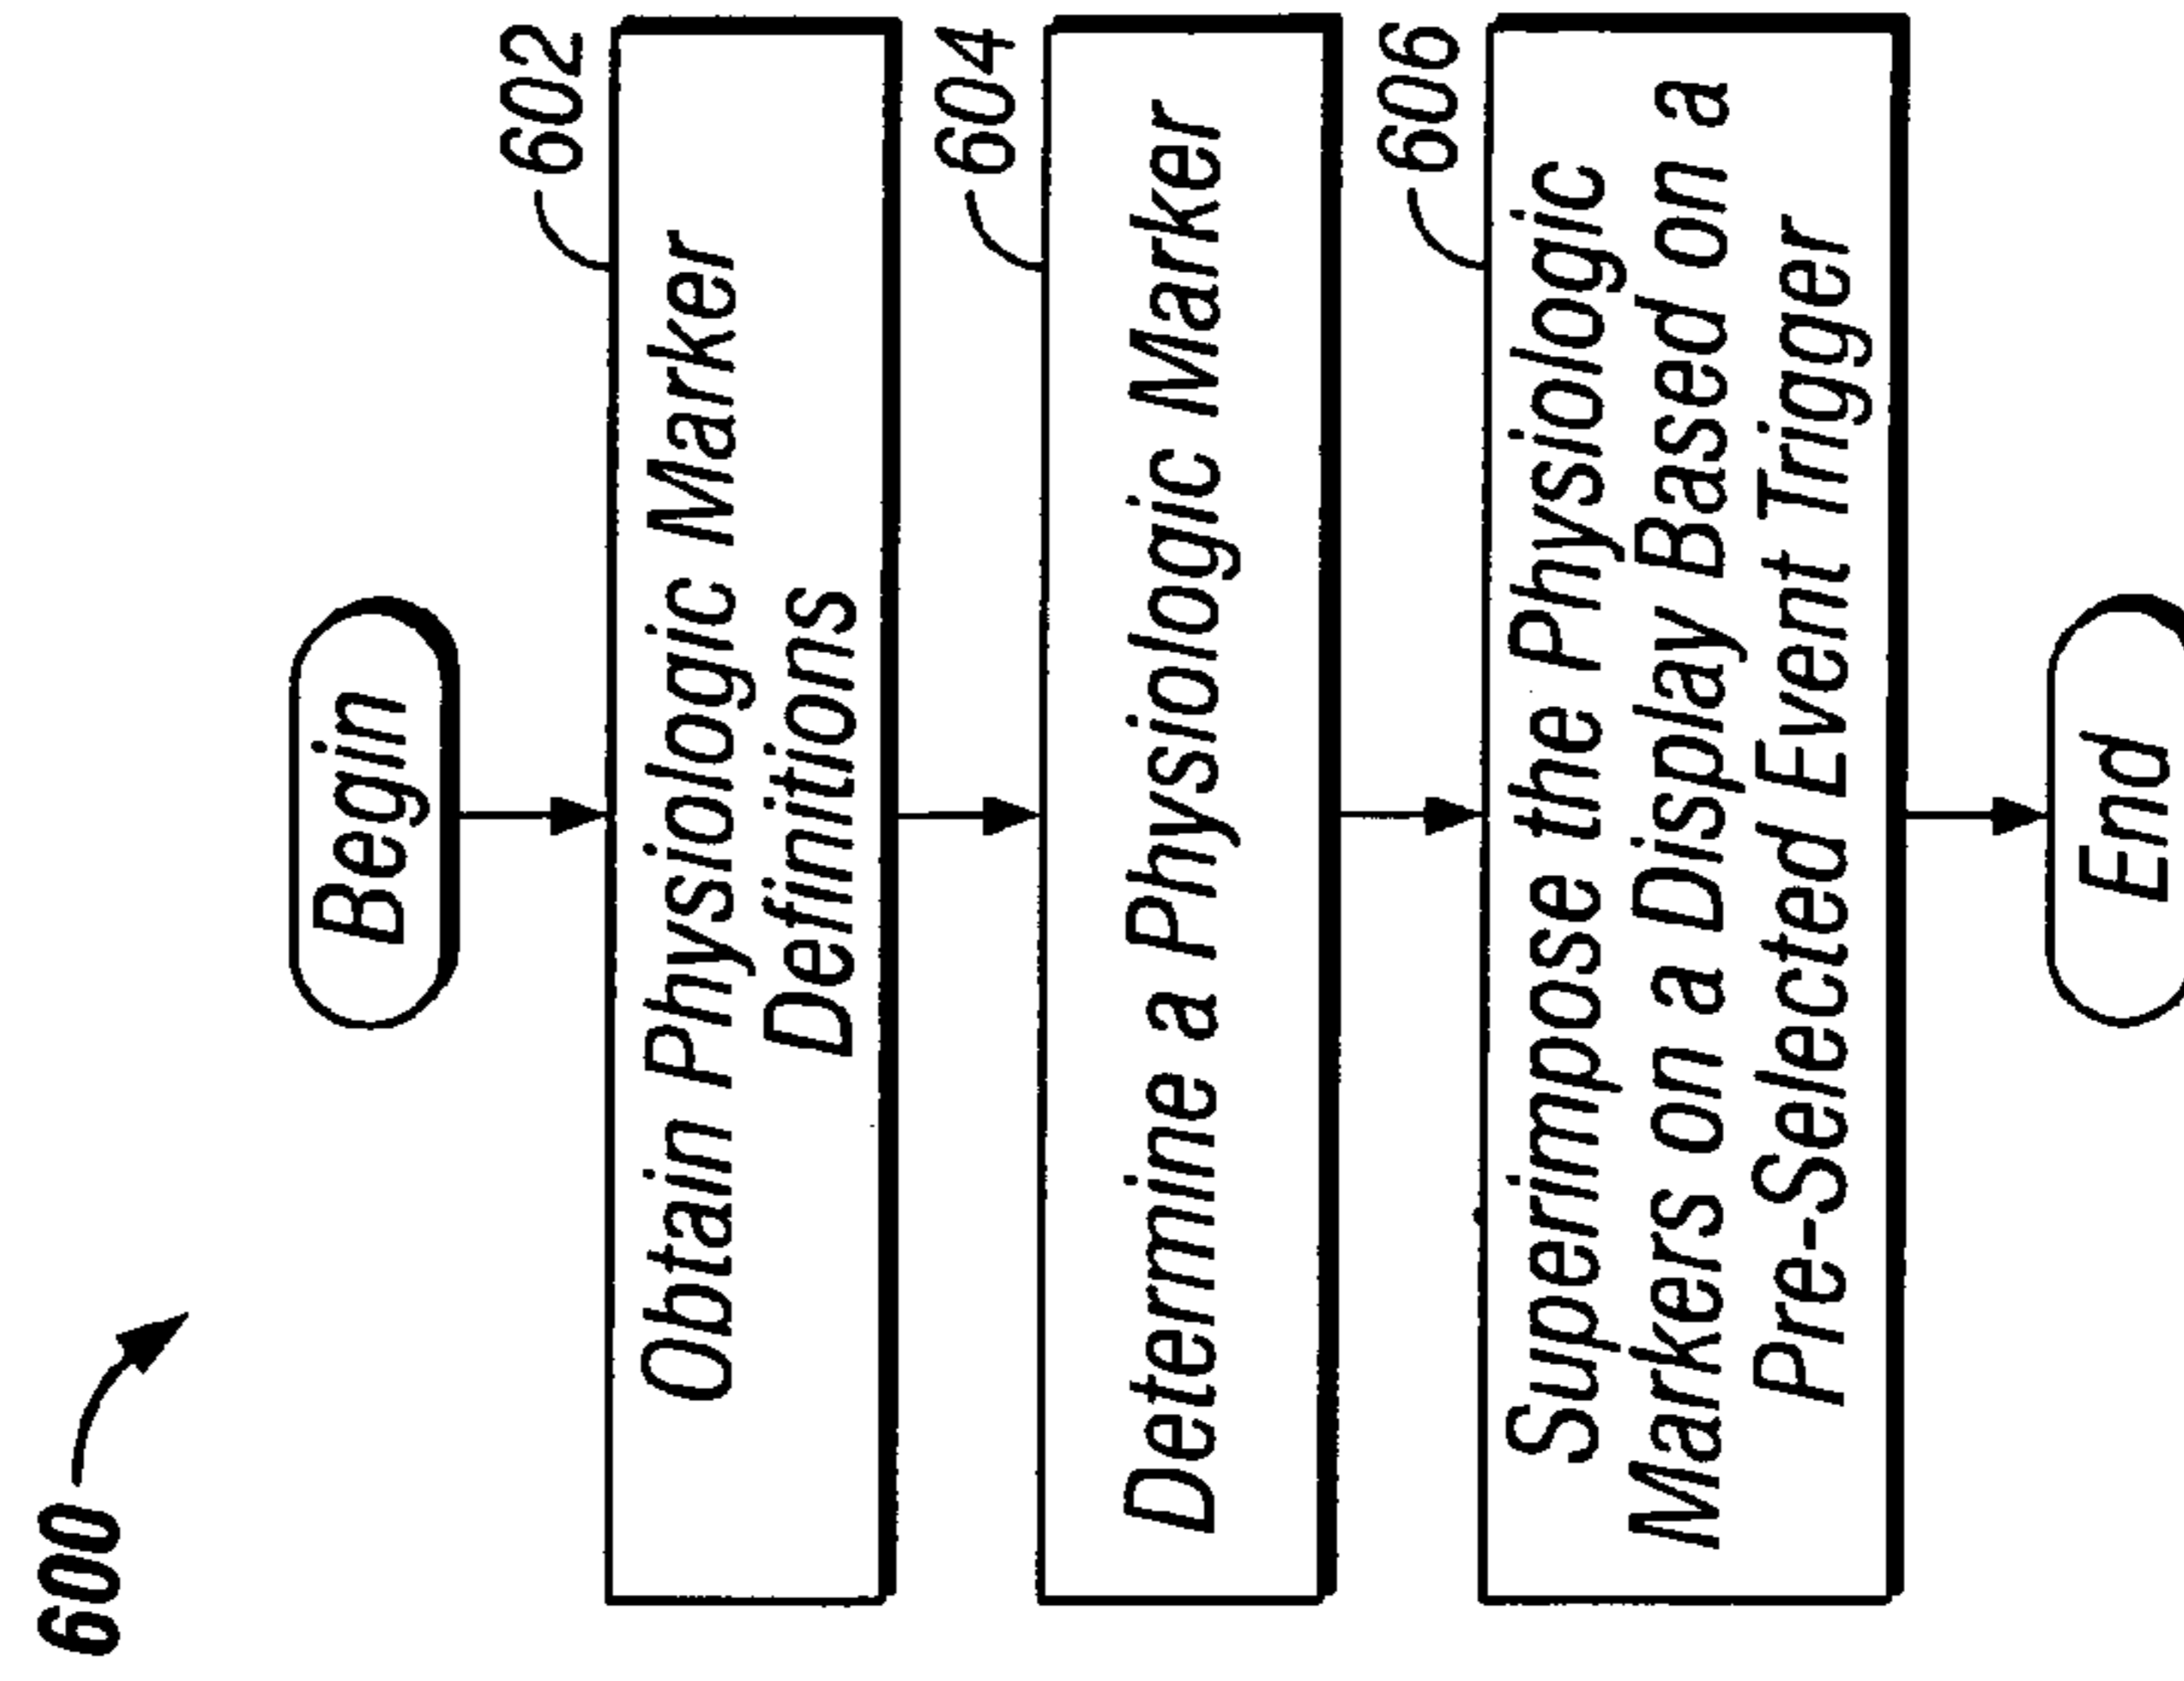 600
Begin
602
Obtain Physiologic Marker
Definitions
604
Determine a Physiologic Marker
606
Superimpose the Physiologic
Markers on a Display Based on a
Pre-Selected Event Trigger
End